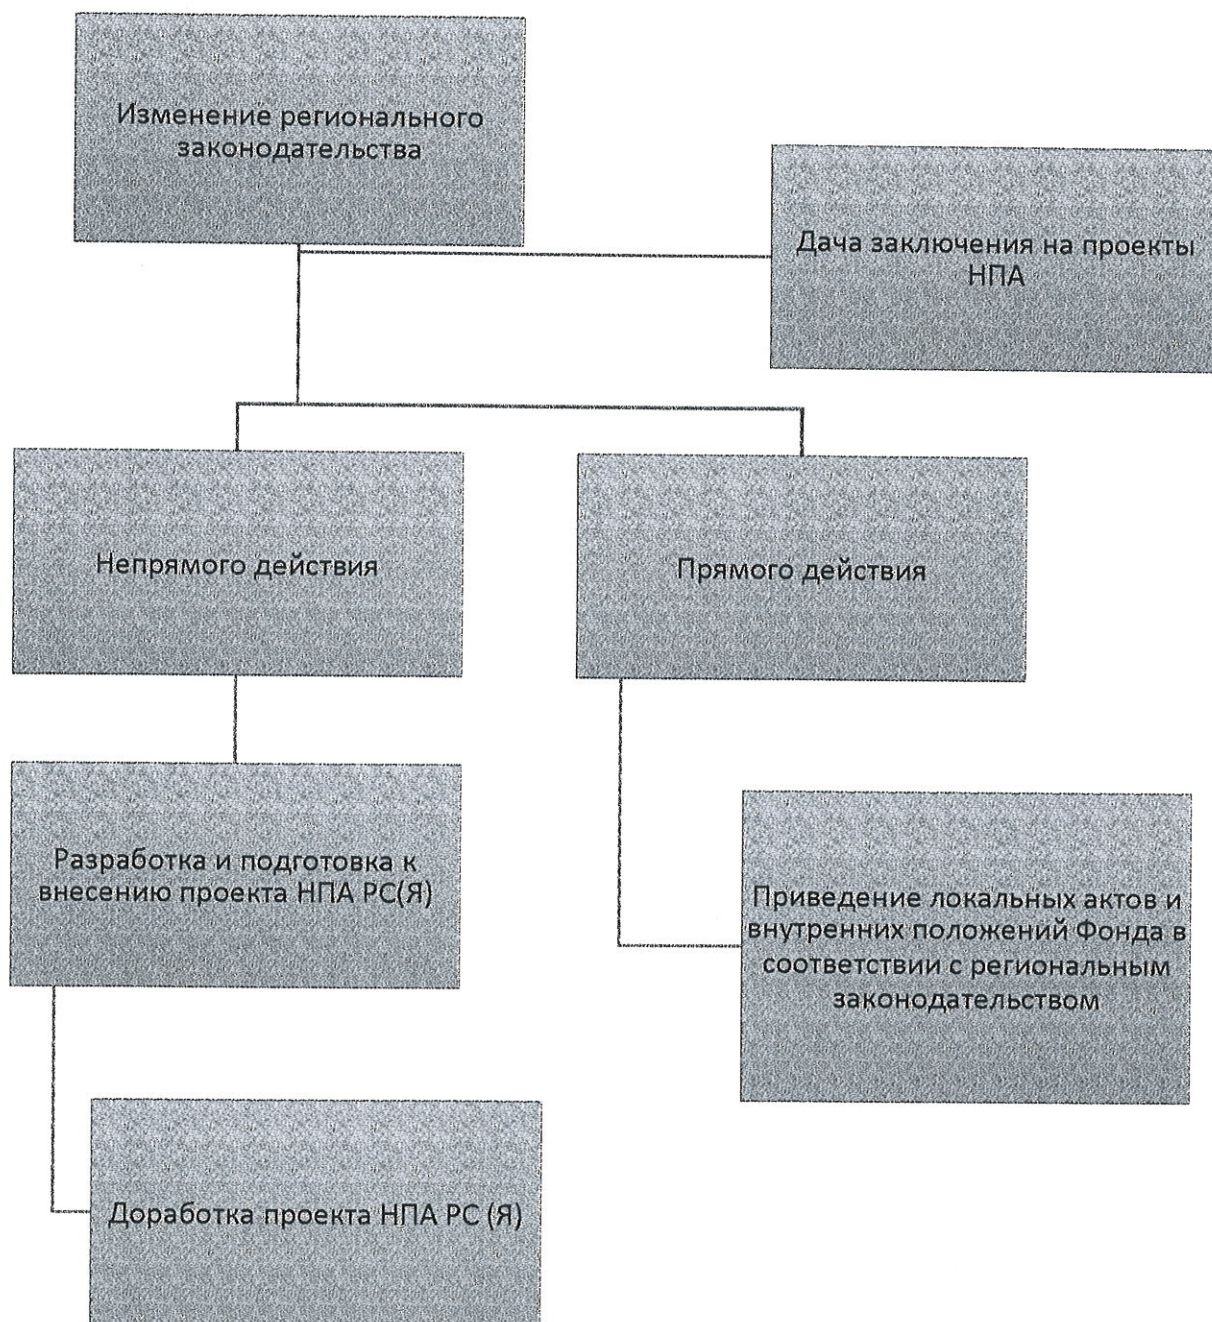 Изменение регионального
законодательства
Дача заключения на проекты
НПА
Непрямого действия
Прямого действия
Разработка и подготовка к
внесению проекта НПА РС(Я)
Приведение локальных актов и
внутренних положений Фонда в
соответствии с региональным
законодательством
Доработка проекта НПА РС (Я)